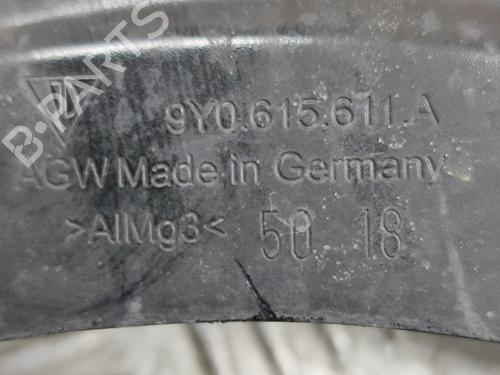 B-PARTS
9Y0.615.611.A
AGW Made in Germany
>AlMg3< 50 18